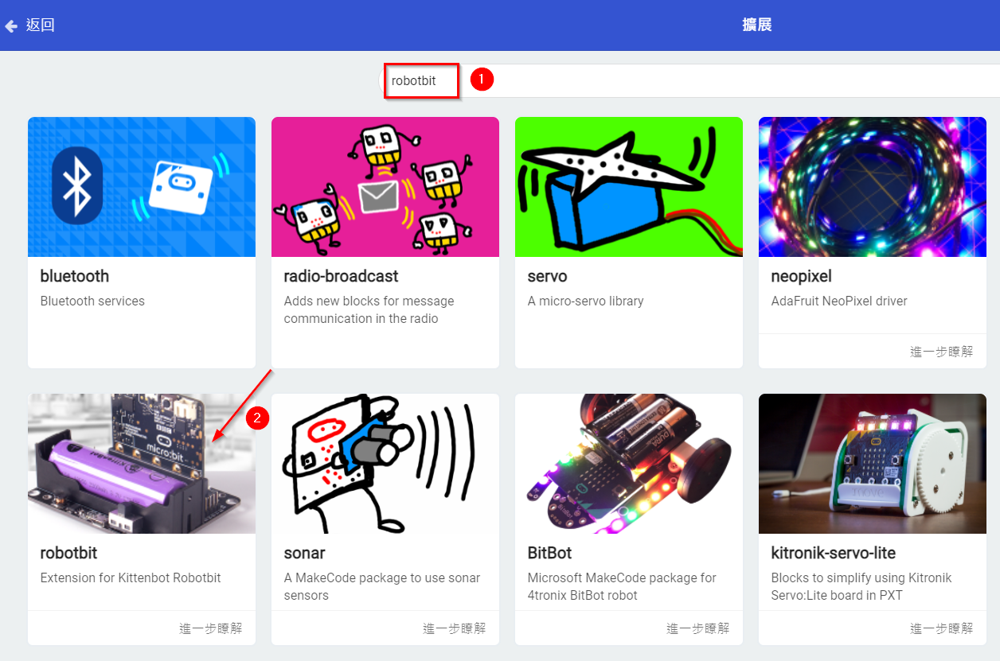 返回
擴展
robotbit
1
bluetooth
Bluetooth services
radio-broadcast
Adds new blocks for message
communication in the radio
servo
A micro-servo library
neopixel
AdaFruit NeoPixel driver
進一步瞭解
2
micro:bit
BBC
robotbit
Extension for Kittenbot Robotbit
進一步瞭解
sonar
A MakeCode package to use sonar
sensors
進一步瞭解
BitBot
Microsoft MakeCode package for
4tronix BitBot robot
進一步瞭解
:MOVE
kitronik-servo-lite
Blocks to simplify using Kitronik
Servo:Lite board in PXT
進一步瞭解